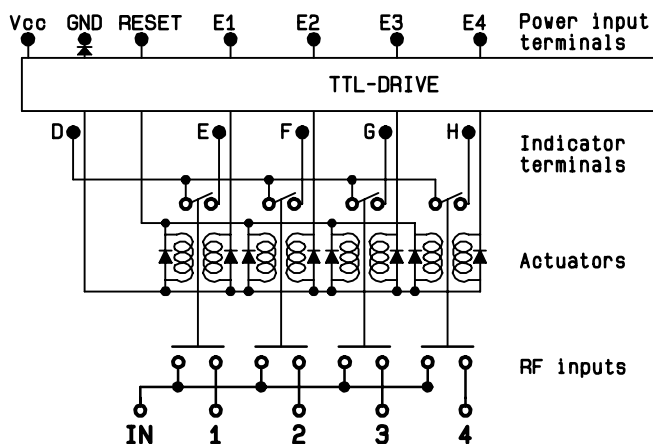 Vcc GND RESET E1 E2 E3 E4 Power input
terminals
TTL-DRIVE
D E F G H Indicator
terminals
Actuators
RF inputs
IN 1 2 3 4